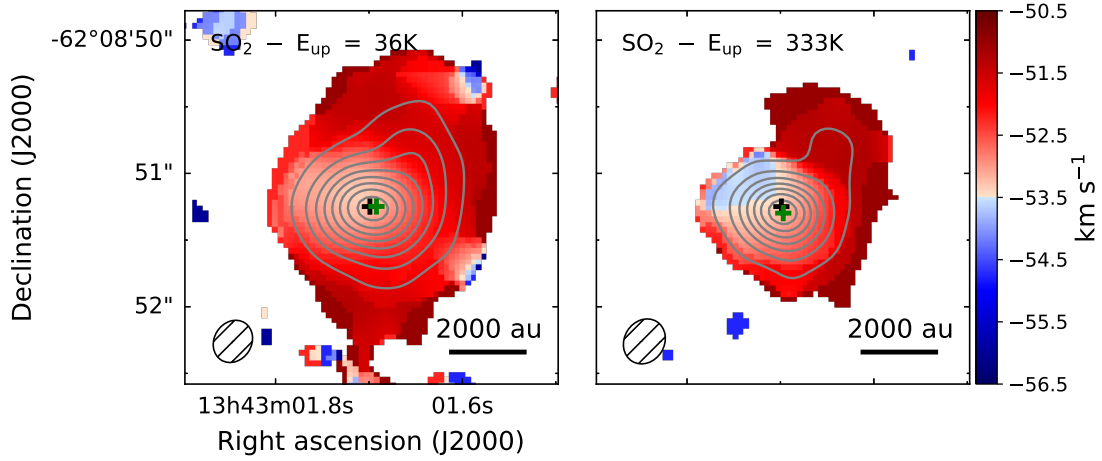 SO₂ − E_up = 36K
SO₂ − E_up = 333K
-62°08'50"
51"
52"
Declination (J2000)
2000 au
2000 au
13h43m01.8s
01.6s
Right ascension (J2000)
−50.5
−51.5
−52.5
−53.5
−54.5
−55.5
−56.5
km s⁻¹